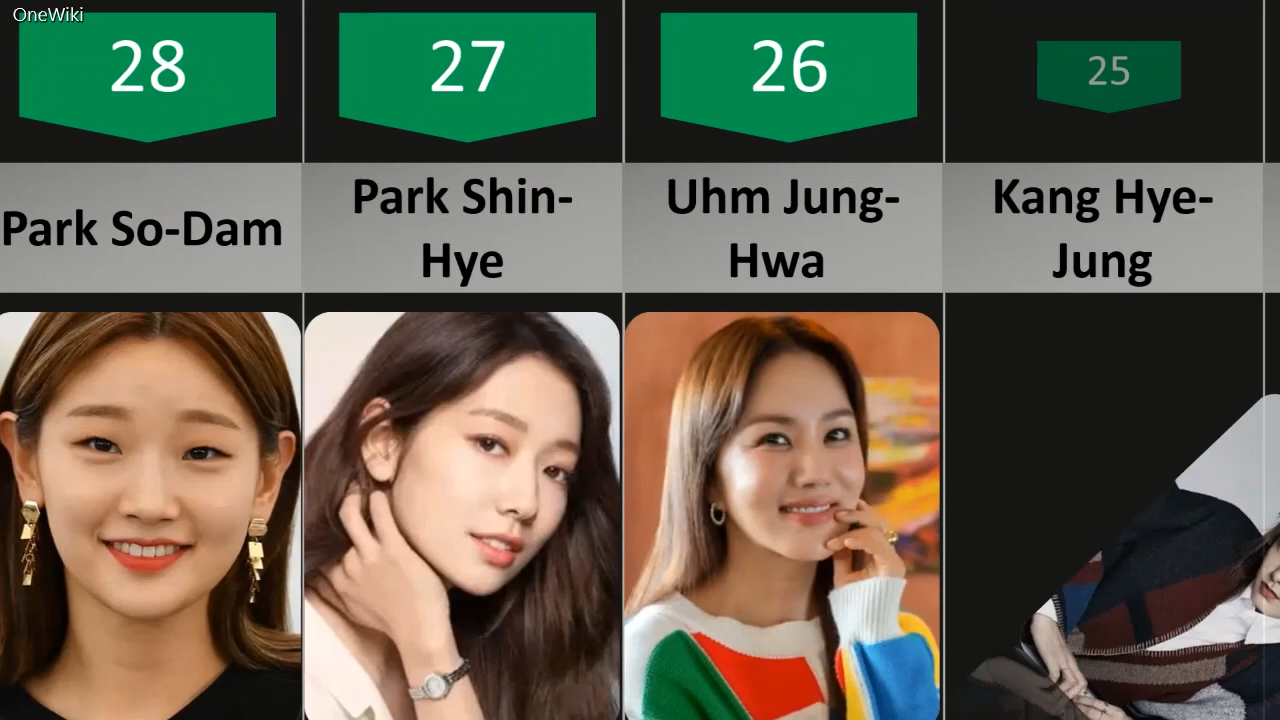 OneWiki
28
27
26
25
Park So-Dam
Park Shin-
Hye
Uhm Jung-
Hwa
Kang Hye-
Jung